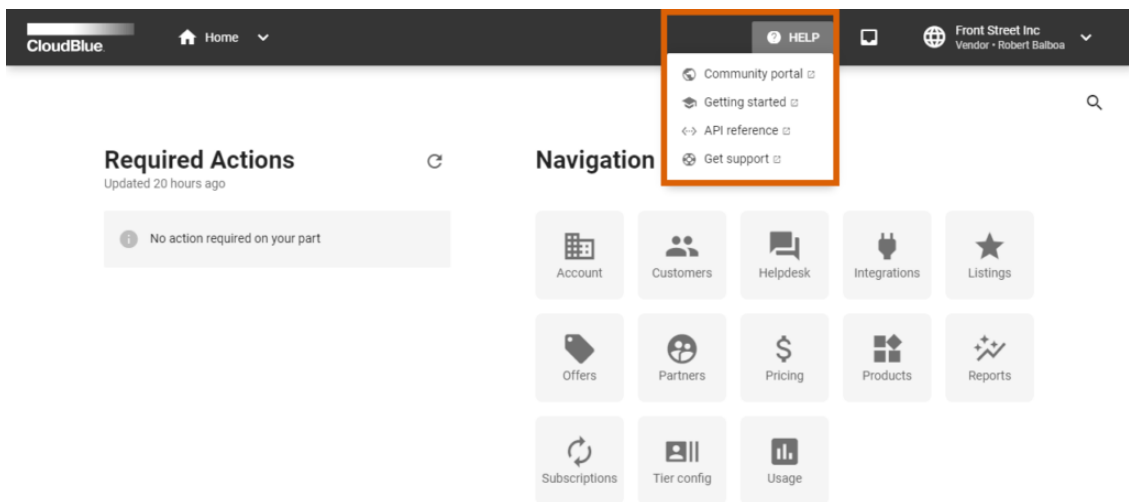 CloudBlue.
Home
HELP
Front Street Inc
Vendor • Robert Balboa
Community portal
Getting started
API reference
Get support
Required Actions
Updated 20 hours ago
No action required on your part
Navigation
Account
Customers
Helpdesk
Integrations
Listings
Offers
Partners
Pricing
Products
Reports
Subscriptions
Tier config
Usage